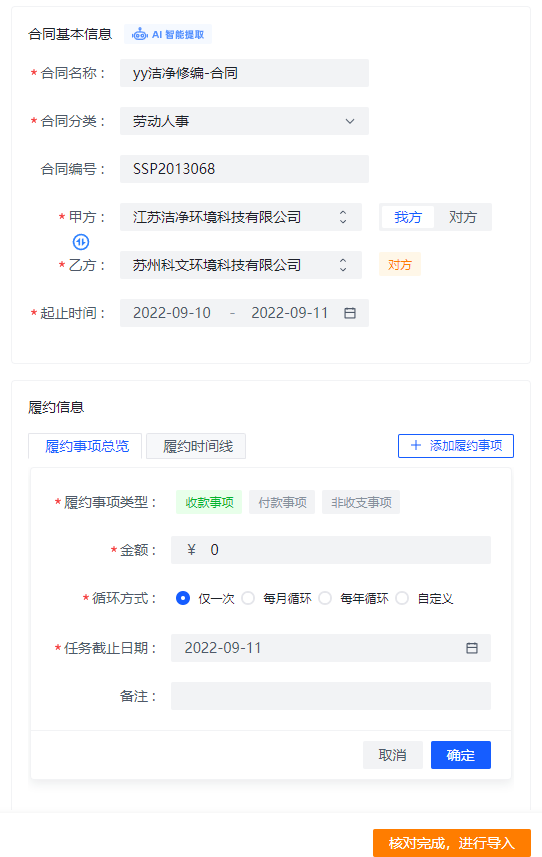 合同基本信息 AI 智能提取
* 合同名称： yy洁净修编-合同
* 合同分类： 劳动人事
合同编号： SSP2013068
* 甲方： 江苏洁净环境科技有限公司 我方 对方
* 乙方： 苏州科文环境科技有限公司 对方
* 起止时间： 2022-09-10 - 2022-09-11
履约信息
履约事项总览 履约时间线 + 添加履约事项
* 履约事项类型： 收款事项 付款事项 非收支事项
* 金额： ¥ 0
* 循环方式： 仅一次 每月循环 每年循环 自定义
* 任务截止日期： 2022-09-11
备注：
取消 确定
核对完成，进行导入